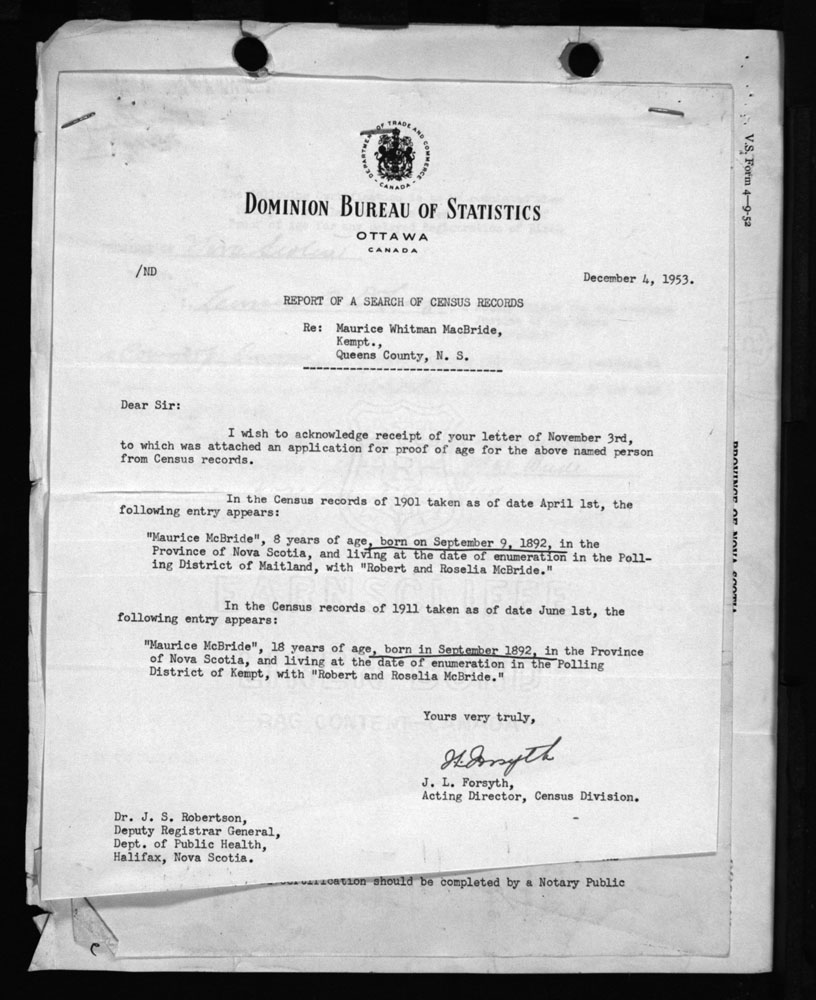 DEPARTMENT OF TRADE AND COMMERCE
CANADA
DOMINION BUREAU OF STATISTICS
OTTAWA
CANADA
/ND
December 4, 1953.
REPORT OF A SEARCH OF CENSUS RECORDS
Re: Maurice Whitman MacBride,
Kempt.,
Queens County, N. S.
Dear Sir:
I wish to acknowledge receipt of your letter of November 3rd,
to which was attached an application for proof of age for the above named person
from Census records.
In the Census records of 1901 taken as of date April 1st, the
following entry appears:
"Maurice McBride", 8 years of age, born on September 9, 1892, in the
Province of Nova Scotia, and living at the date of enumeration in the Poll-
ing District of Maitland, with "Robert and Roselia McBride."
In the Census records of 1911 taken as of date June 1st, the
following entry appears:
"Maurice McBride", 18 years of age, born in September 1892, in the Province
of Nova Scotia, and living at the date of enumeration in the Polling
District of Kempt, with "Robert and Roselia McBride."
Yours very truly,
J. L. Forsyth
J. L. Forsyth,
Acting Director, Census Division.
Dr. J. S. Robertson,
Deputy Registrar General,
Dept. of Public Health,
Halifax, Nova Scotia.
should be completed by a Notary Public
V.S. Form 4—9-52
PROVINCE OF NOVA SCOTIA